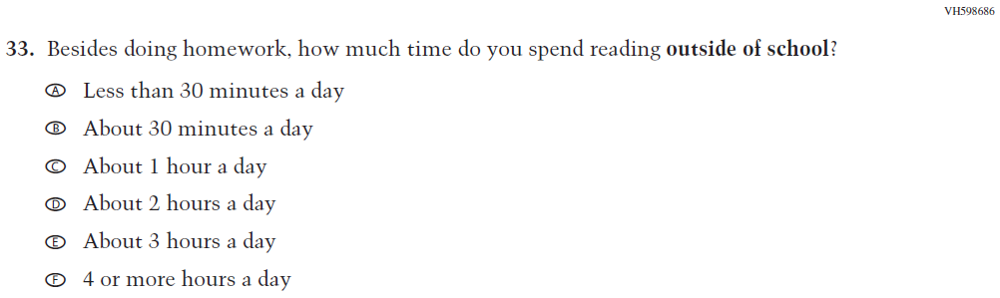 VH598686
33. Besides doing homework, how much time do you spend reading outside of school?
A Less than 30 minutes a day
B About 30 minutes a day
C About 1 hour a day
D About 2 hours a day
E About 3 hours a day
F 4 or more hours a day